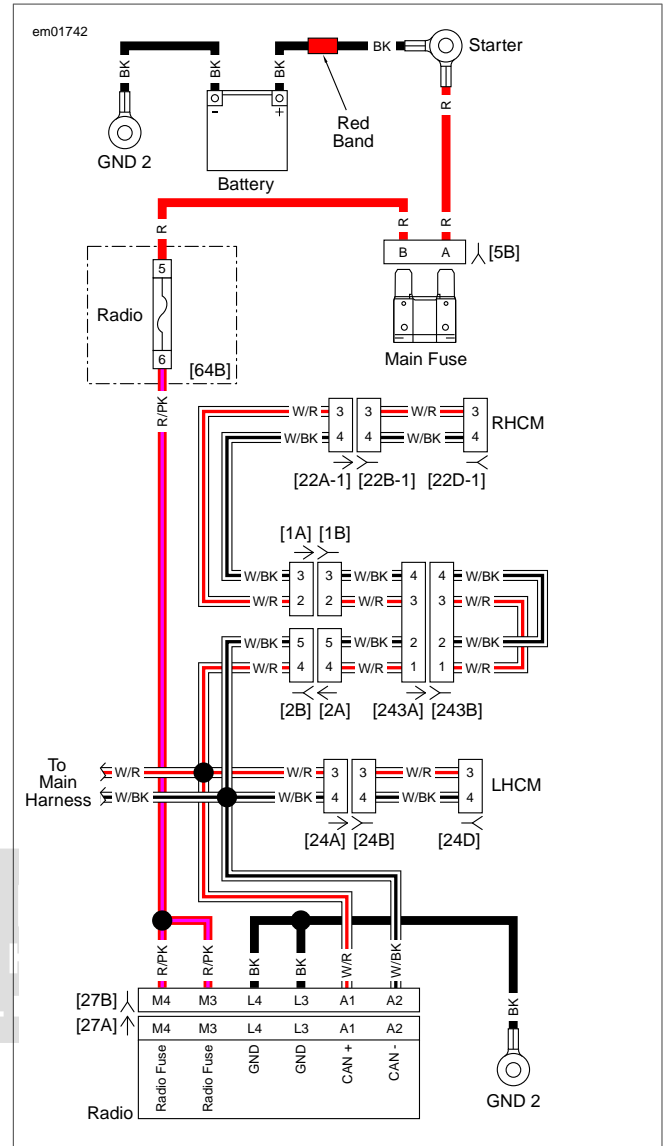 em01742
BK
BK
BK
BK
Starter
-
+
Red
Band
R
GND 2
Battery
R
R
B A
[5B]
5
Radio
6
[64B]
Main Fuse
R/PK
W/R 3 3 W/R 3
RHCM
W/BK 4 4 W/BK 4
[22A-1] [22B-1] [22D-1]
[1A] [1B]
W/BK 3 3 W/BK 4 4 W/BK
W/R 2 2 W/R 3 3 W/R
W/BK 5 5 W/BK 2 2 W/BK
W/R 4 4 W/R 1 1 W/R
[2B] [2A] [243A] [243B]
To
Main
Harness
W/R W/R 3 3 W/R 3
LHCM
W/BK W/BK 4 4 W/BK 4
[24A] [24B] [24D]
R/PK R/PK BK BK W/R W/BK
BK
[27B] M4 M3 L4 L3 A1 A2
[27A] M4 M3 L4 L3 A1 A2
Radio Fuse
Radio Fuse
GND
GND
CAN +
CAN -
Radio
GND 2